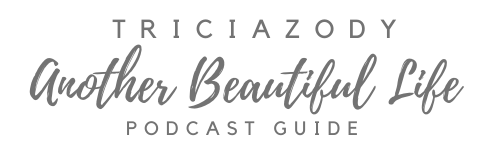 TRICIAZODY
Another Beautiful Life
PODCAST GUIDE